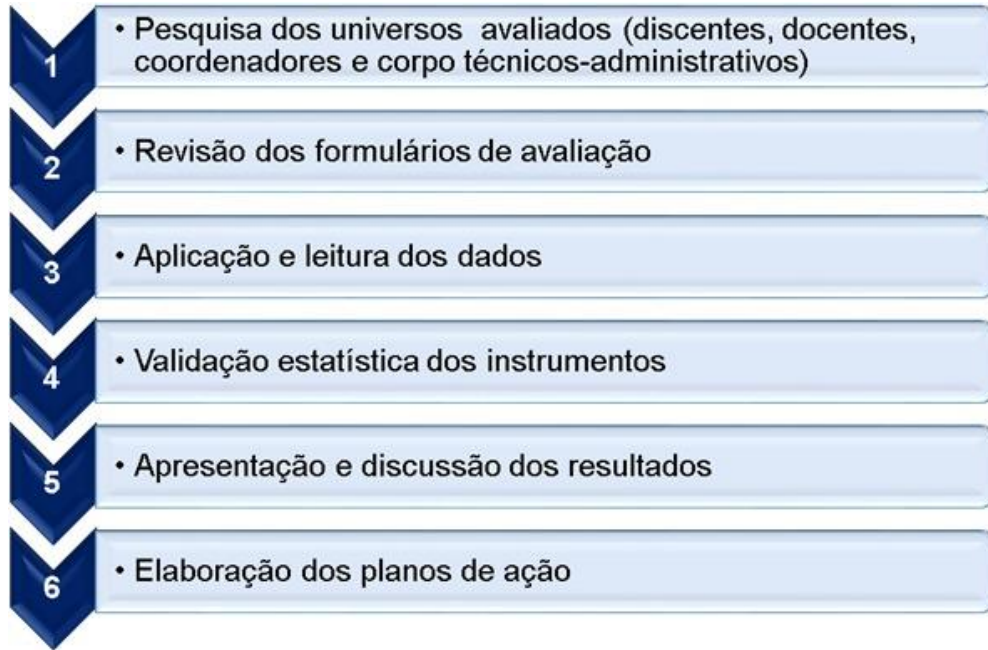 1
• Pesquisa dos universos avaliados (discentes, docentes,
coordenadores e corpo técnicos-administrativos)
2
• Revisão dos formulários de avaliação
3
• Aplicação e leitura dos dados
4
• Validação estatística dos instrumentos
5
• Apresentação e discussão dos resultados
6
• Elaboração dos planos de ação